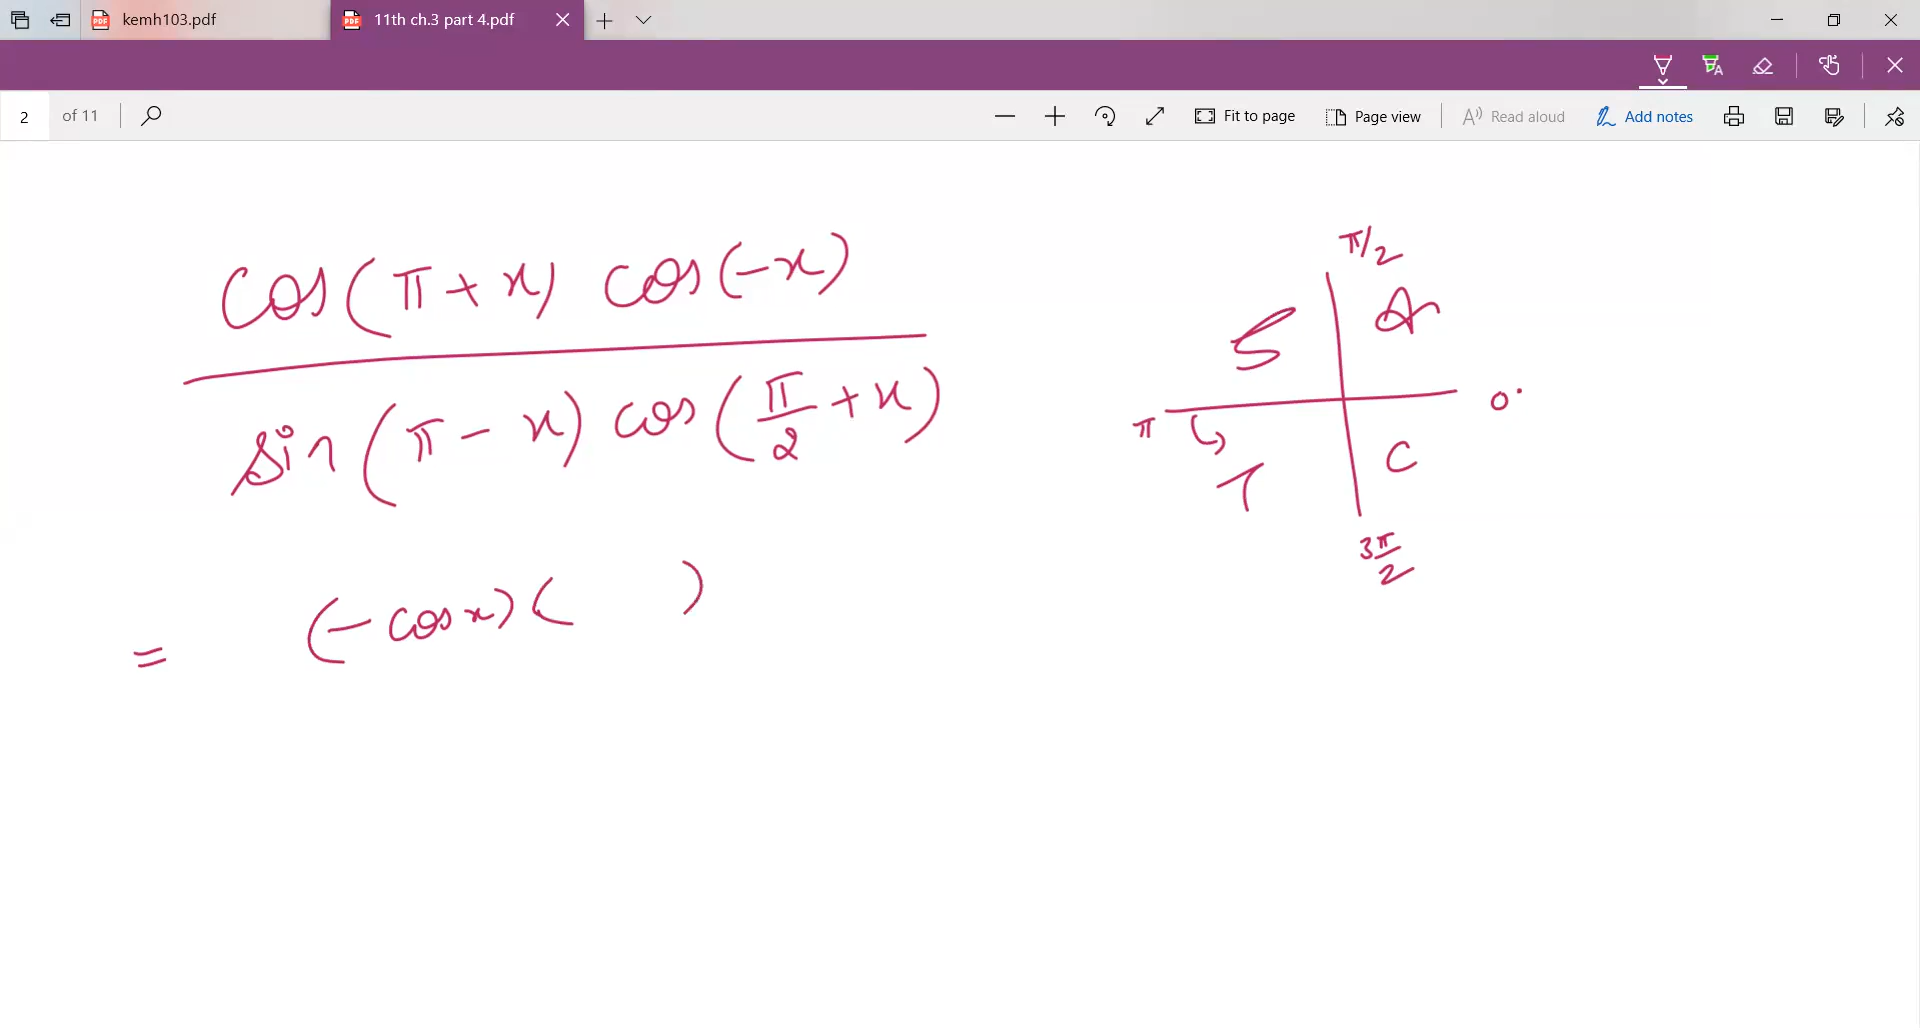 kemh103.pdf
11th ch.3 part 4.pdf
2 of 11
Fit to page
Page view
Read aloud
Add notes
cos(π+x) cos(-x)
sin(π-x) cos(π/2+x)
= (-cosx)( )
π/2
S A
π 0°
T C
3π/2